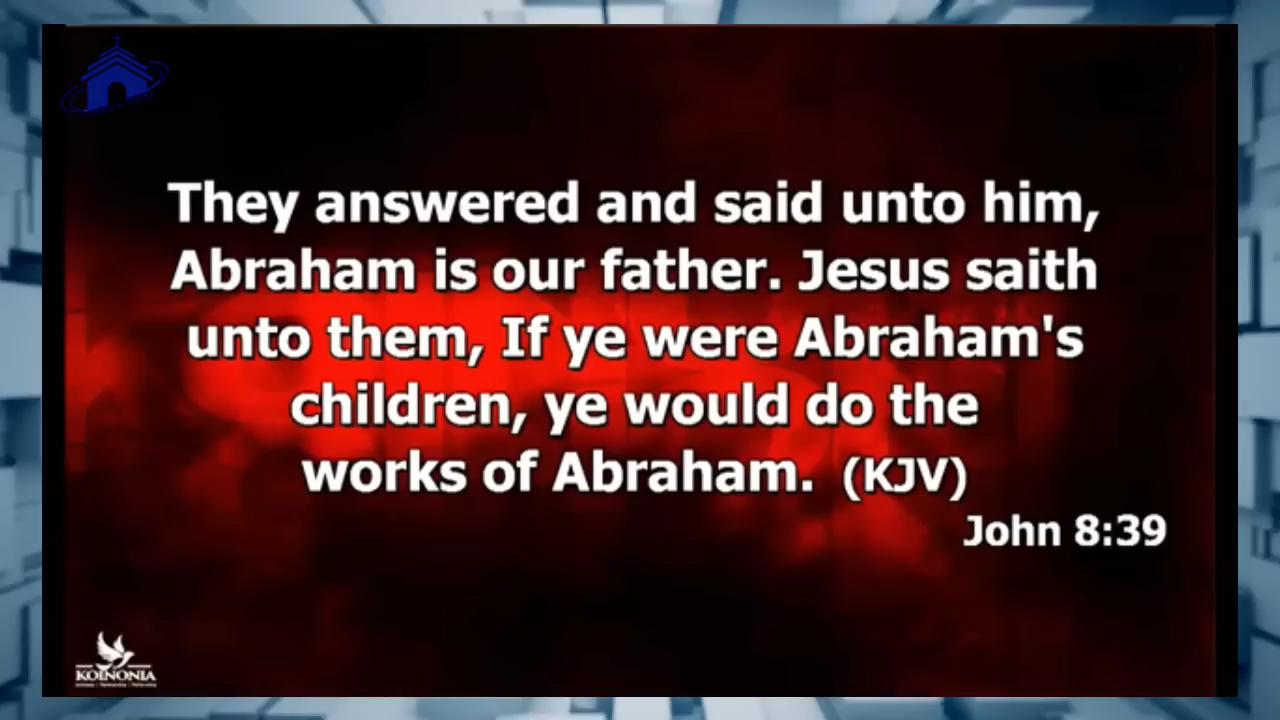 They answered and said unto him,
Abraham is our father. Jesus saith
unto them, If ye were Abraham's
children, ye would do the
works of Abraham. (KJV)
John 8:39
KOINONIA